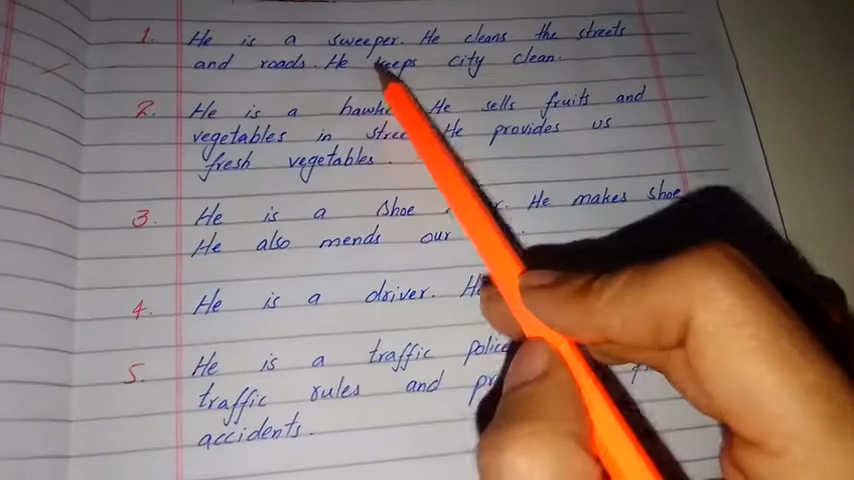 1. He is a sweeper. He cleans the streets
and roads. He keeps city clean.
2. He is a He sells fruits and
vegetables in He provides us
fresh vegetables.
3. He is a Shoe He makes shoe
He also mends our
4. He is a driver.
5. He is a traffic
traffic rules and
accidents.